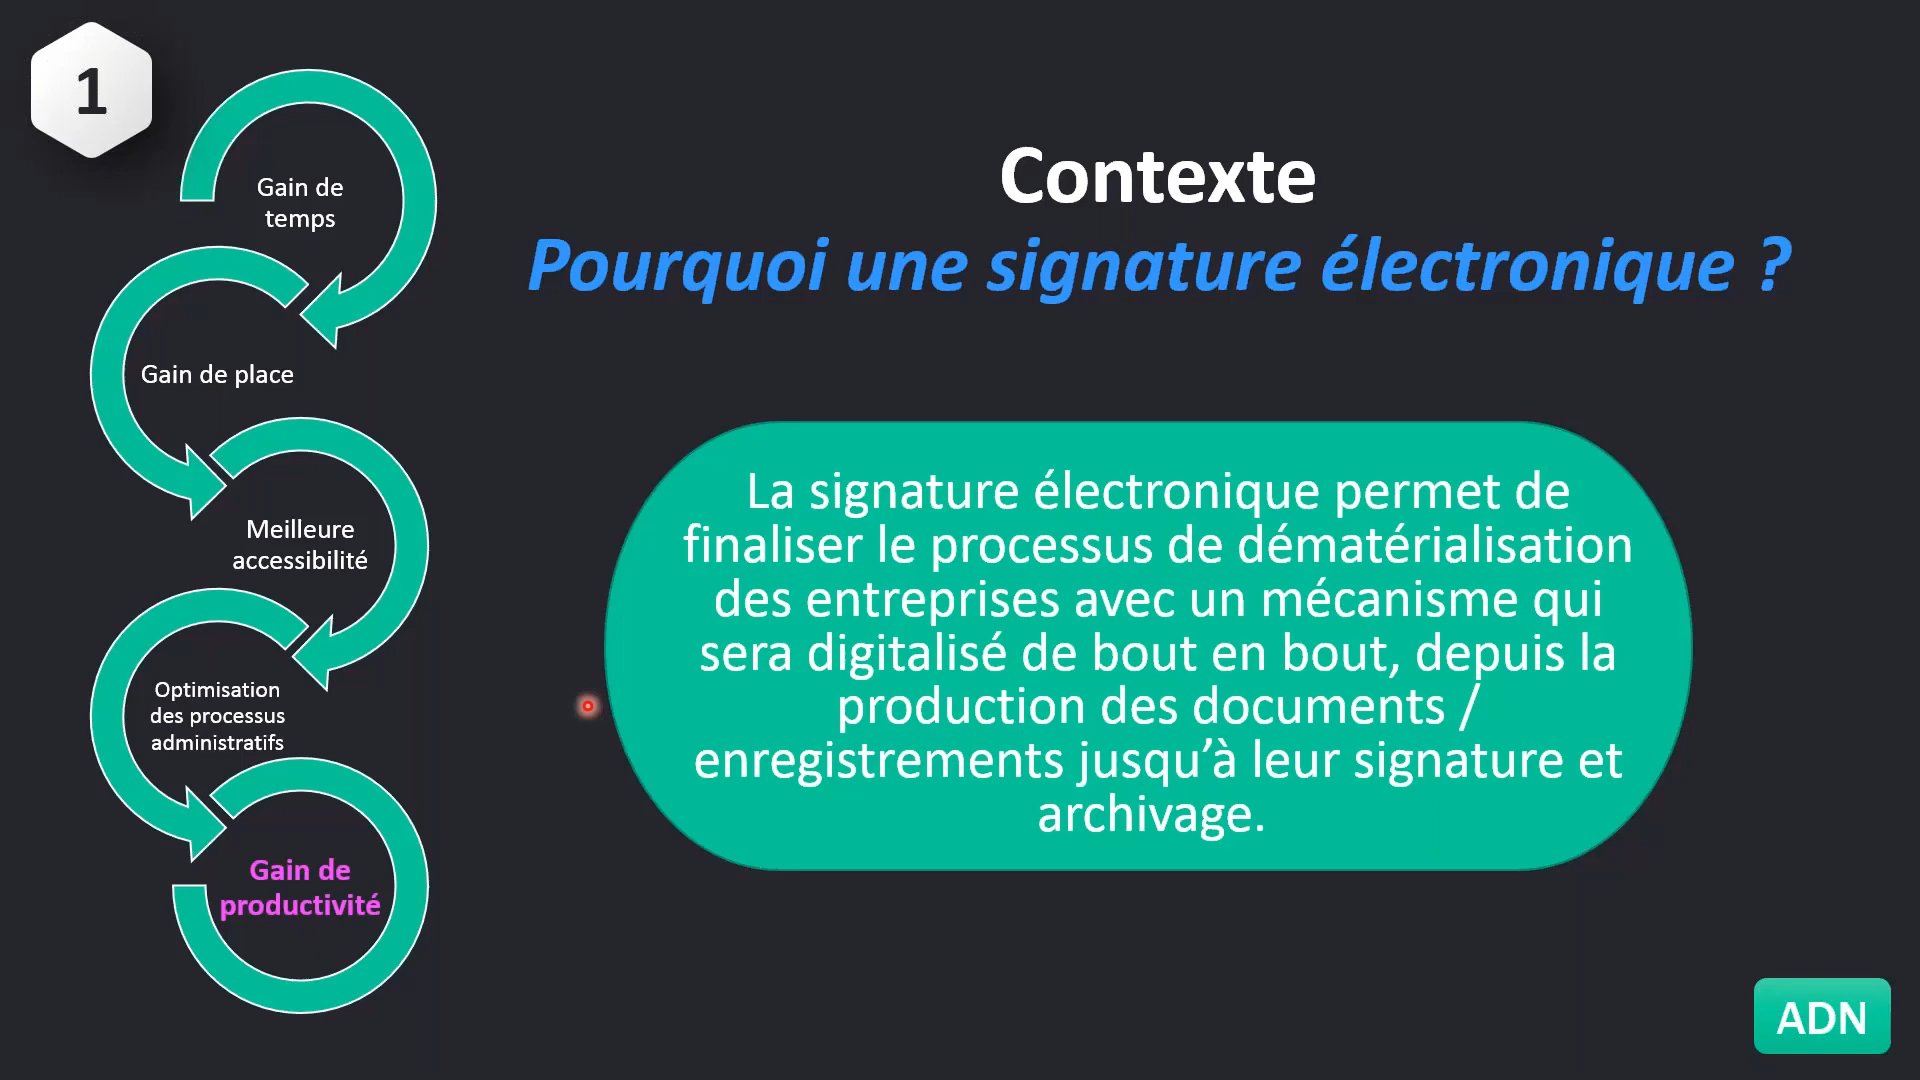 1
Contexte
Pourquoi une signature électronique ?
Gain de
temps
Gain de place
Meilleure
accessibilité
Optimisation
des processus
administratifs
Gain de
productivité
La signature électronique permet de
finaliser le processus de dématérialisation
des entreprises avec un mécanisme qui
sera digitalisé de bout en bout, depuis la
production des documents /
enregistrements jusqu’à leur signature et
archivage.
ADN